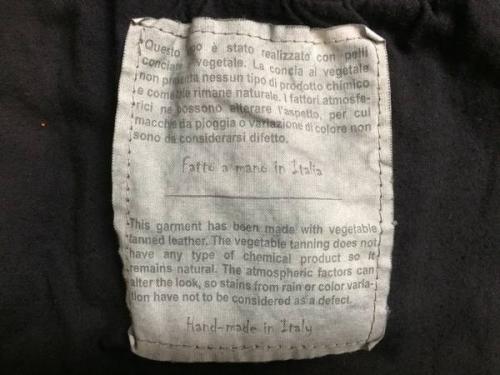 Questo capo è stato realizzato con pelli
conciate vegetale. La concia al vegetale
non presenta nessun tipo di prodotto chimico
e come tale rimane naturale. I fattori atmosfe-
rici ne possono alterare l'aspetto, per cui
macchie da pioggia o variazione di colore non
sono da considerarsi difetto.
Fatto a mano in Italia
This garment has been made with vegetable
tanned leather. The vegetable tanning does not
have any type of chemical product so it
remains natural. The atmospheric factors can
alter the look, so stains from rain or color varia-
tion have not to be considered as a defect.
Hand-made in Italy